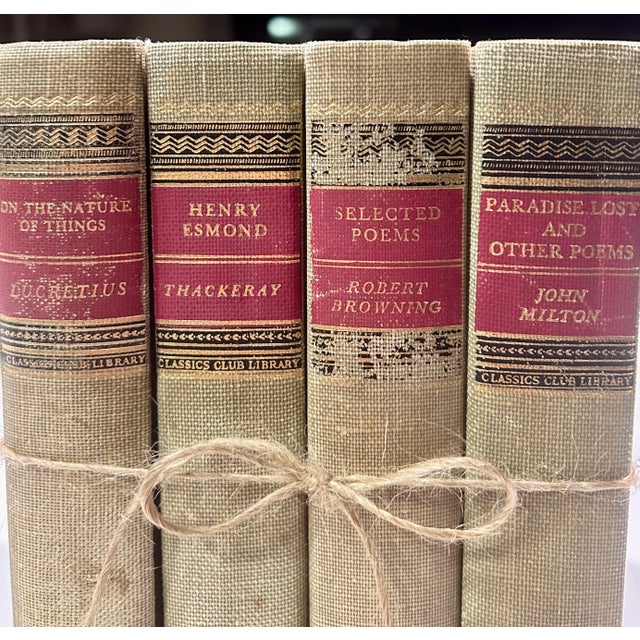 ON THE NATURE
OF THINGS
LUCRETIUS
CLASSICS CLUB LIBRARY
HENRY
ESMOND
THACKERAY
CLASSICS CLUB LIBRARY
SELECTED
POEMS
ROBERT
BROWNING
PARADISE LOST
AND
OTHER POEMS
JOHN
MILTON
CLASSICS CLUB LIBRARY